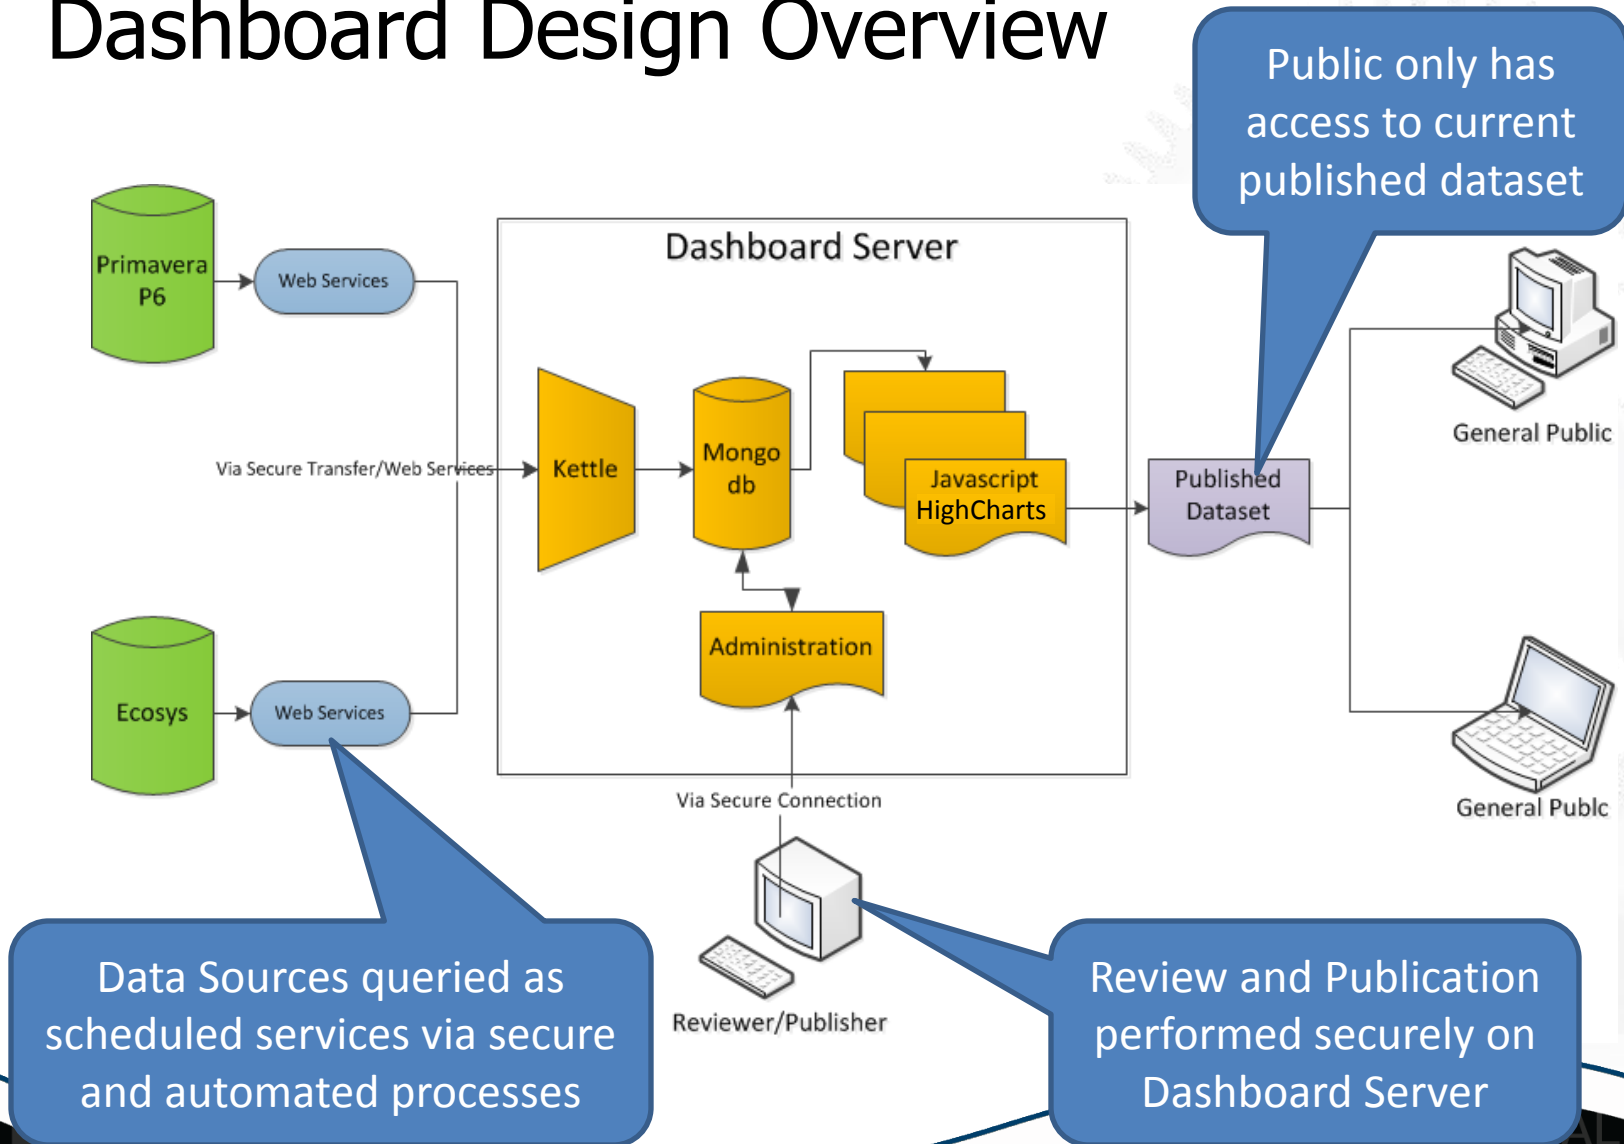 Dashboard Design Overview
Public only has
access to current
published dataset
Primavera
P6
Web Services
Dashboard Server
Via Secure Transfer/Web Services
Kettle
Mongo
db
Javascript
HighCharts
Published
Dataset
General Public
Administration
Ecosys
Web Services
General Publc
Via Secure Connection
Reviewer/Publisher
Data Sources queried as
scheduled services via secure
and automated processes
Review and Publication
performed securely on
Dashboard Server